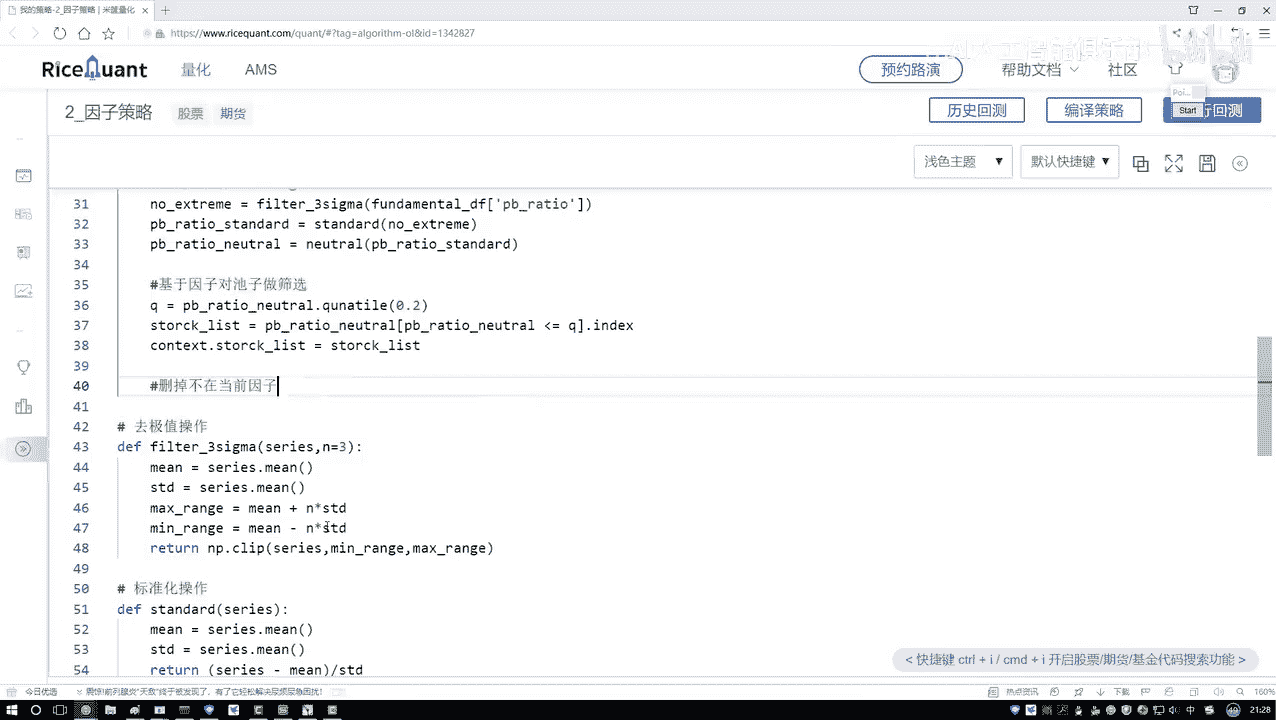 我的策略-2_因子策略 | 米筐量化
https://www.ricequant.com/quant/#?tag=algorithm-ol&id=1342827
RiceQuant 量化 AMS 预约路演 帮助文档 社区
2_因子策略 股票 期货 历史回测 编译策略 行回测
Poi...
Start
浅色主题 默认快捷键
31 no_extreme = filter_3sigma(fundamental_df['pb_ratio'])
32 pb_ratio_standard = standard(no_extreme)
33 pb_ratio_neutral = neutral(pb_ratio_standard)
34
35 #基于因子对池子做筛选
36 q = pb_ratio_neutral.qunatile(0.2)
37 storck_list = pb_ratio_neutral[pb_ratio_neutral <= q].index
38 context.storck_list = storck_list
39
40 #删掉不在当前因子
41
42 # 去极值操作
43 def filter_3sigma(series,n=3):
44 mean = series.mean()
45 std = series.mean()
46 max_range = mean + n*std
47 min_range = mean - n*std
48 return np.clip(series,min_range,max_range)
49
50 # 标准化操作
51 def standard(series):
52 mean = series.mean()
53 std = series.mean()
54 return (series - mean)/std
< 快捷键 ctrl + i / cmd + i 开启股票/期货/基金代码搜索功能 >
今日优选
热点资讯 下载 160%
中 21:28